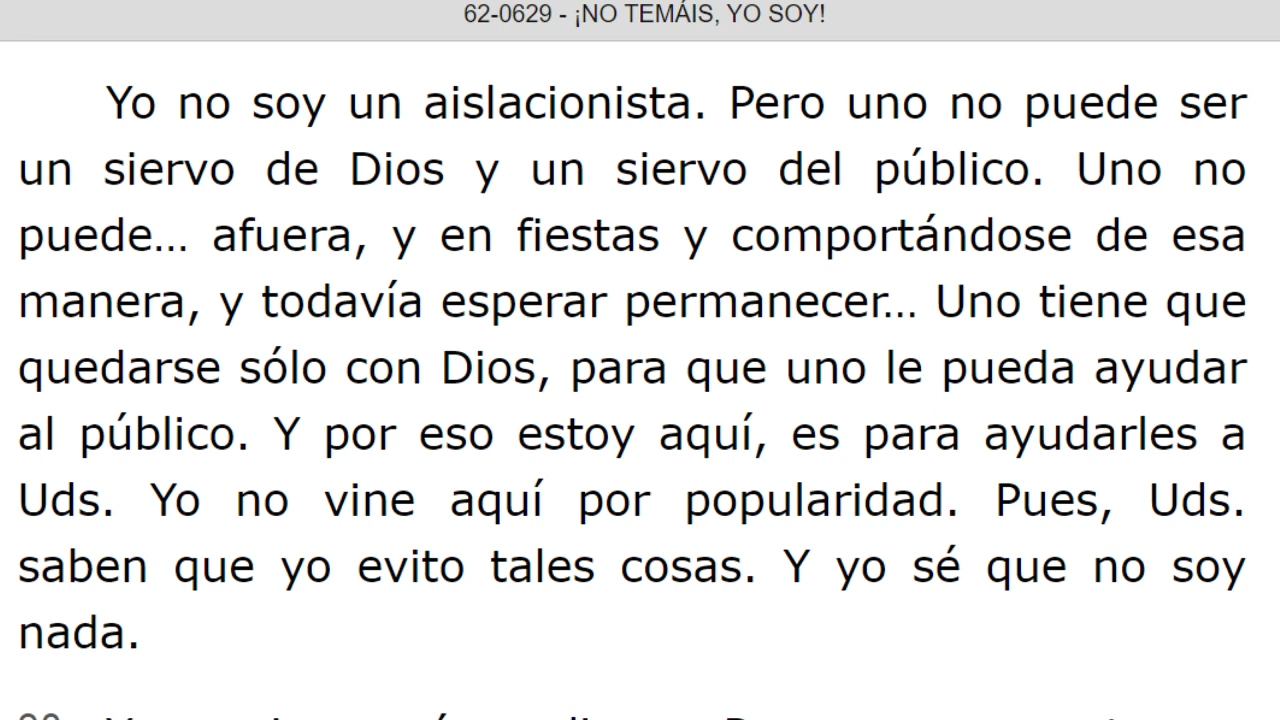 62-0629 - ¡NO TEMÁIS, YO SOY!
Yo no soy un aislacionista. Pero uno no puede ser
un siervo de Dios y un siervo del público. Uno no
puede… afuera, y en fiestas y comportándose de esa
manera, y todavía esperar permanecer… Uno tiene que
quedarse sólo con Dios, para que uno le pueda ayudar
al público. Y por eso estoy aquí, es para ayudarles a
Uds. Yo no vine aquí por popularidad. Pues, Uds.
saben que yo evito tales cosas. Y yo sé que no soy
nada.